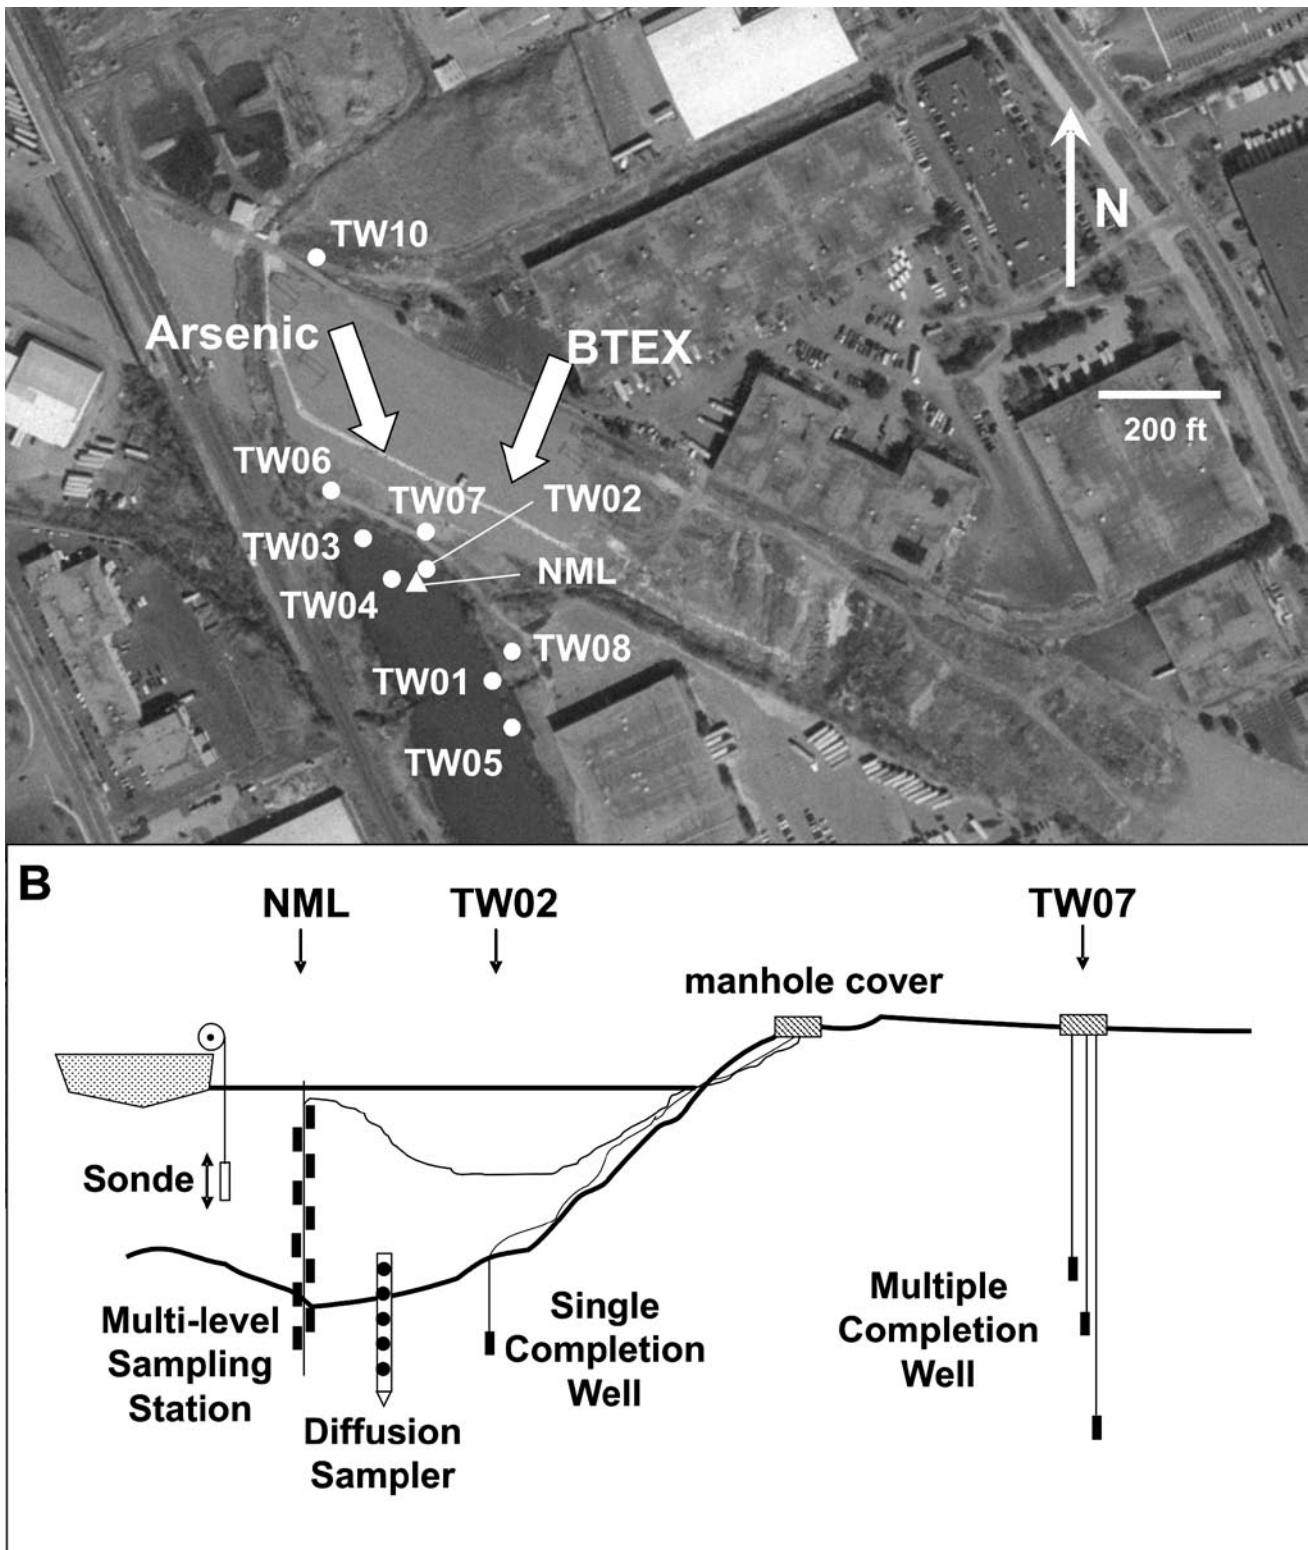 TW10
N
Arsenic
BTEX
200 ft
TW06
TW07
TW02
TW03
NML
TW04
TW08
TW01
TW05
B
NML
TW02
TW07
manhole cover
Sonde
Multi-level
Sampling
Station
Single
Completion
Well
Multiple
Completion
Well
Diffusion
Sampler